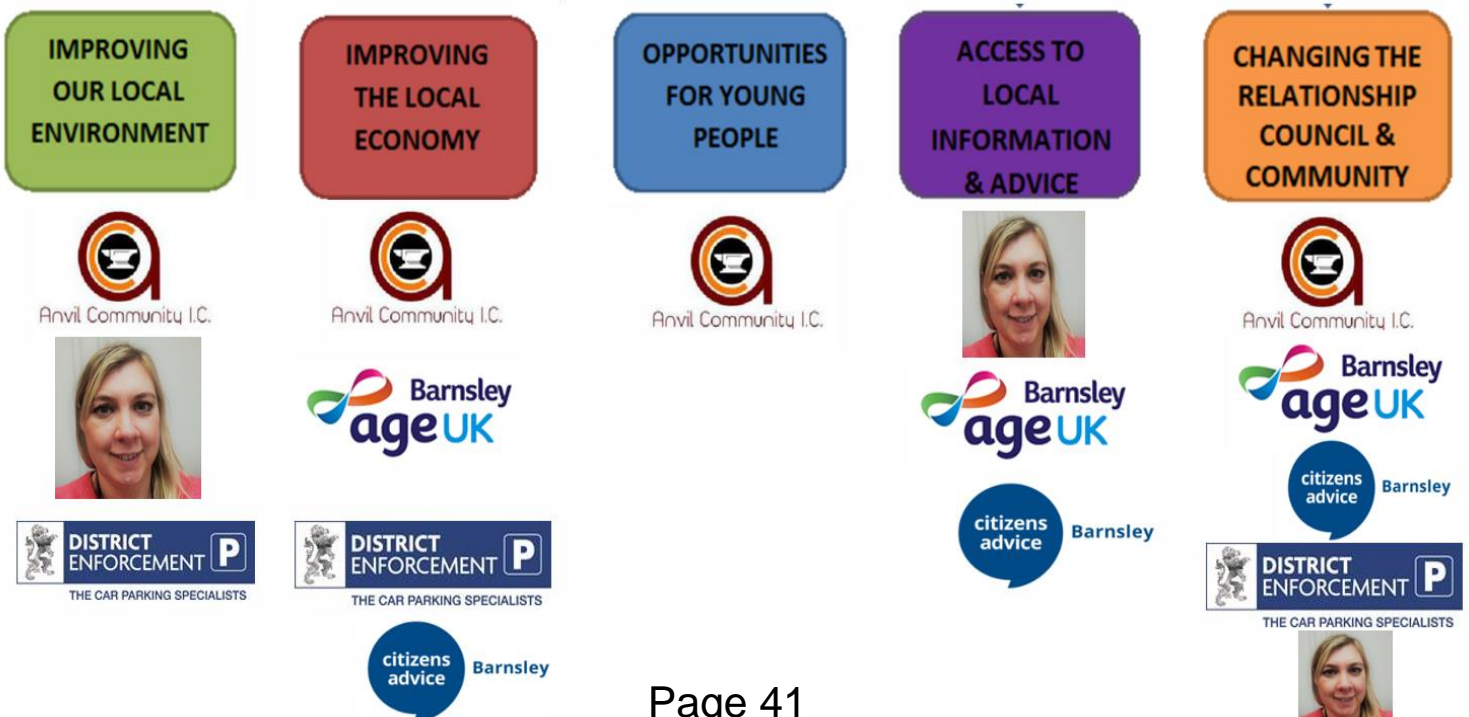 IMPROVING
OUR LOCAL
ENVIRONMENT
IMPROVING
THE LOCAL
ECONOMY
OPPORTUNITIES
FOR YOUNG
PEOPLE
ACCESS TO
LOCAL
INFORMATION
& ADVICE
CHANGING THE
RELATIONSHIP
COUNCIL &
COMMUNITY
Anvil Community I.C.
DISTRICT
ENFORCEMENT P
THE CAR PARKING SPECIALISTS
Anvil Community I.C.
Barnsley
age UK
DISTRICT
ENFORCEMENT P
THE CAR PARKING SPECIALISTS
citizens
advice
Barnsley
Anvil Community I.C.
Barnsley
age UK
citizens
advice
Barnsley
Anvil Community I.C.
Barnsley
age UK
citizens
advice
Barnsley
DISTRICT
ENFORCEMENT P
THE CAR PARKING SPECIALISTS
Page 41